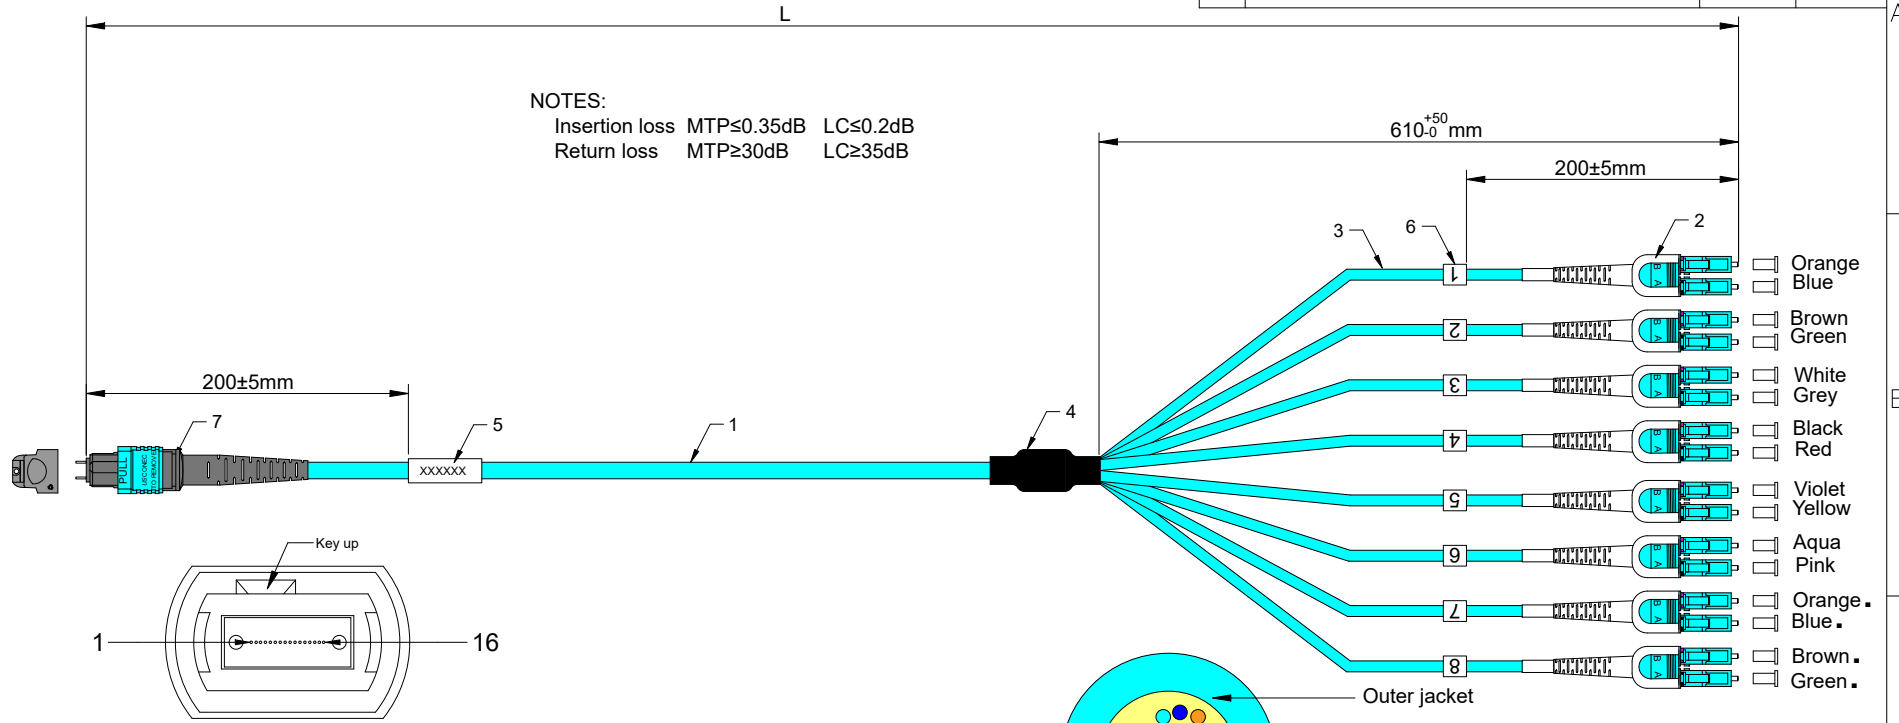 A
L
NOTES:
Insertion loss MTP≤0.35dB LC≤0.2dB
Return loss MTP≥30dB LC≥35dB
610 +50 -0 mm
200±5mm
2
3
6
1
B A
Orange
Blue
2
B A
Brown
Green
3
B A
White
Grey
200±5mm
7
5
1
4
4
B A
Black
Red
PULL
XXXXXX
5
B A
Violet
Yellow
6
B A
Aqua
Pink
Key up
7
B A
Orange.
Blue.
1
16
8
B A
Brown.
Green.
Outer jacket